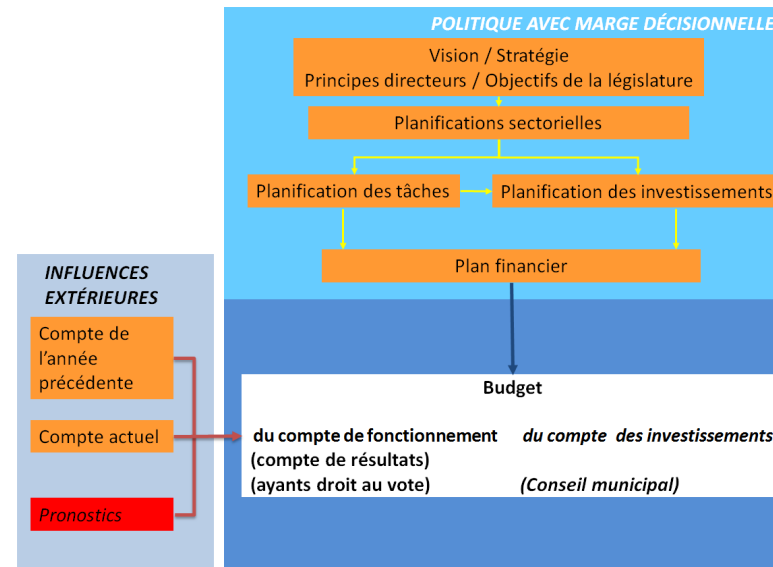 POLITIQUE AVEC MARGE DÉCISIONNELLE
Vision / Stratégie
Principes directeurs / Objectifs de la législature
Planifications sectorielles
Planification des tâches
Planification des investissements
Plan financier
INFLUENCES
EXTÉRIEURES
Compte de
l’année
précédente
Compte actuel
Pronostics
Budget
du compte de fonctionnement du compte des investissements
(compte de résultats)
(ayants droit au vote) (Conseil municipal)